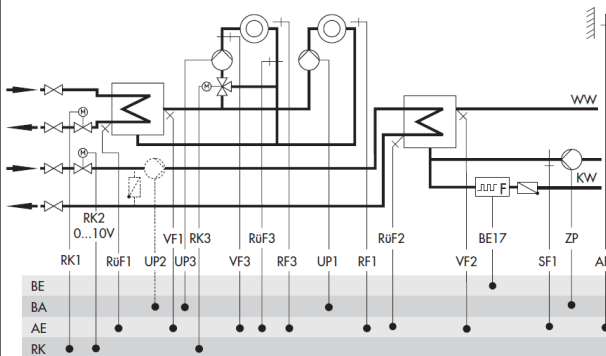 M
M
M
WW
KW
F
RK2
0...10V
VF1 RK3 RüF3 RüF2 BE17 ZP
RK1 RüF1 UP2 UP3 VF3 RF3 UP1 RF1 VF2 SF1
BE
BA
AE
RK